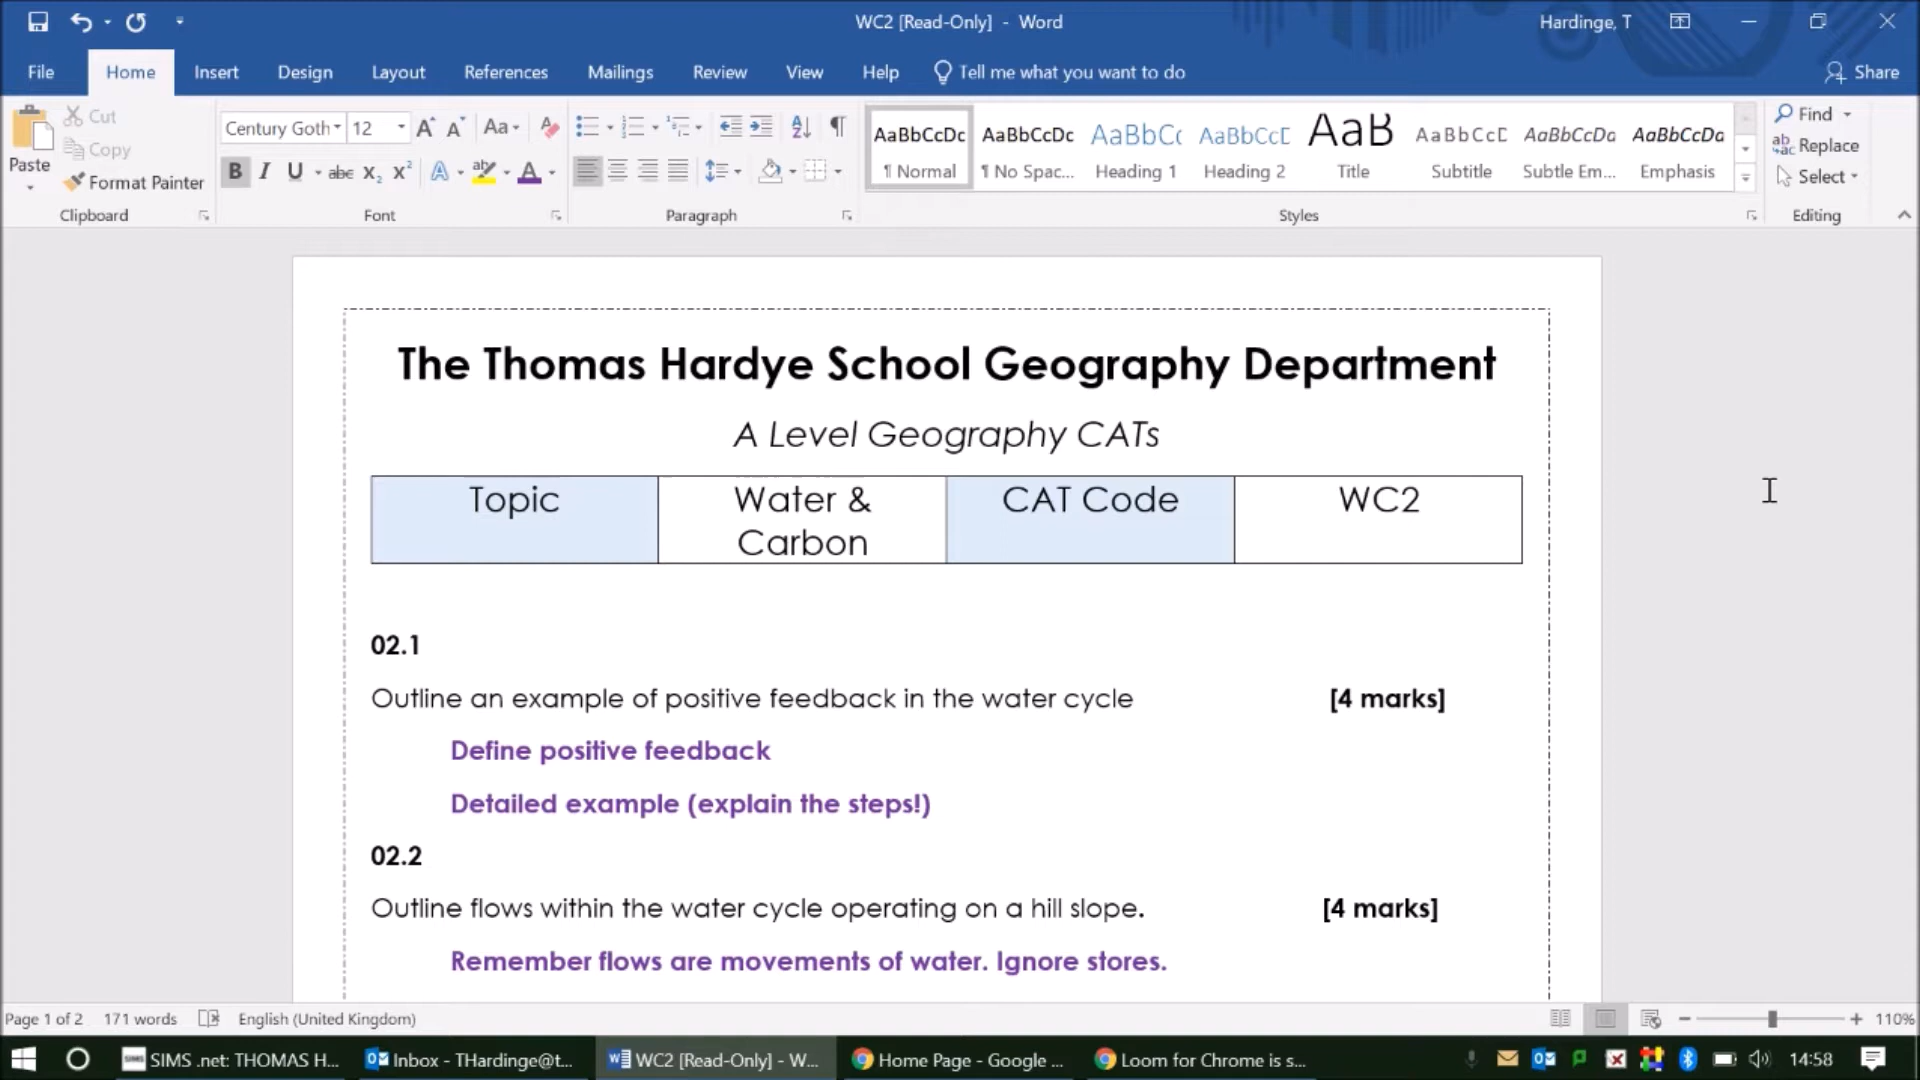 WC2 [Read-Only] - Word
Hardinge, T
File Home Insert Design Layout References Mailings Review View Help Tell me what you want to do Share
Paste
Cut
Copy
Format Painter
Clipboard
Century Goth 12
Font
Paragraph
AaBbCcDc AaBbCcDc AaBbCc AaBbCcD AaB AaBbCcD AaBbCcDa AaBbCcDa
¶ Normal ¶ No Spac... Heading 1 Heading 2 Title Subtitle Subtle Em... Emphasis
Styles
Find
Replace
Select
Editing
The Thomas Hardye School Geography Department
A Level Geography CATs
Topic
Water &
Carbon
CAT Code
WC2
02.1
Outline an example of positive feedback in the water cycle [4 marks]
Define positive feedback
Detailed example (explain the steps!)
02.2
Outline flows within the water cycle operating on a hill slope. [4 marks]
Remember flows are movements of water. Ignore stores.
Page 1 of 2 171 words English (United Kingdom) 110%
SIMS .net: THOMAS H... Inbox - THardinge@t... WC2 [Read-Only] - W... Home Page - Google ... Loom for Chrome is s... 14:58